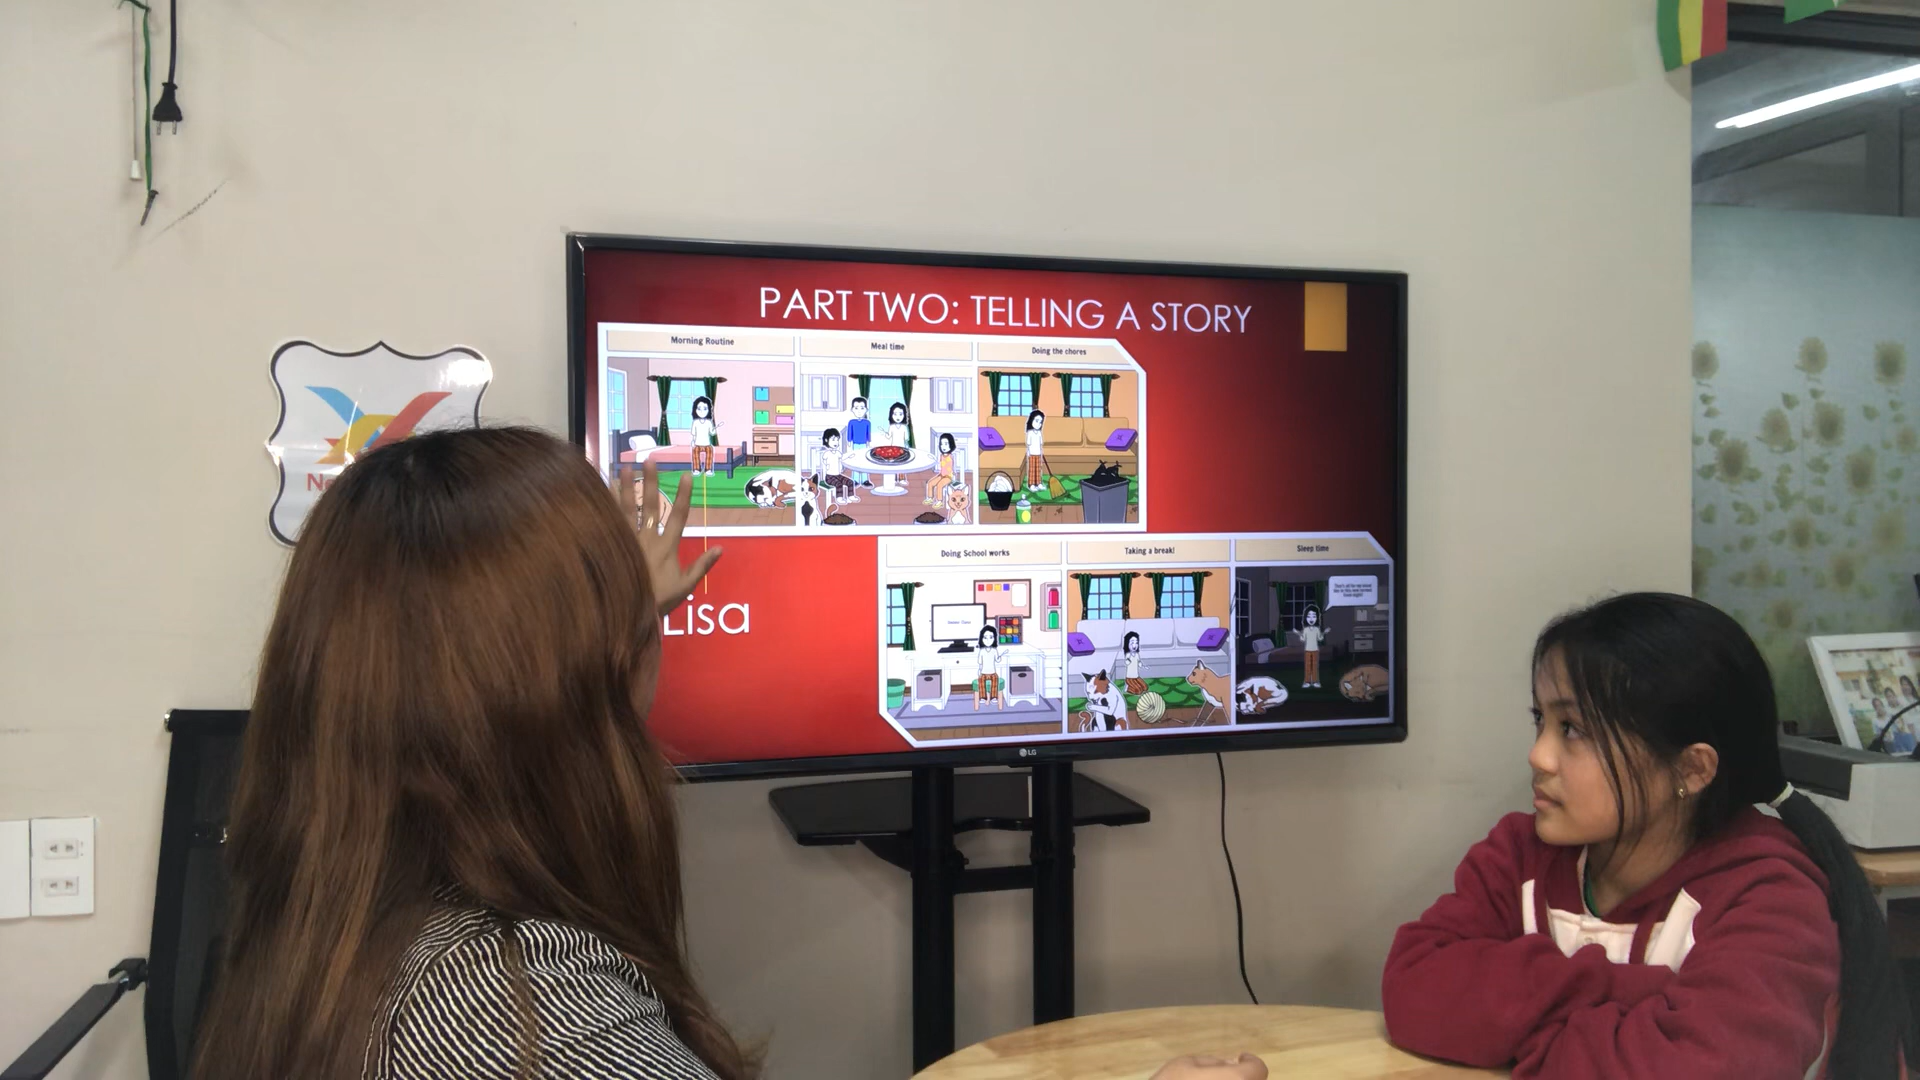 PART TWO: TELLING A STORY
Morning Routine
Meal time
Doing the chores
Doing School works
Taking a break!
Sleep time
Lisa
LG